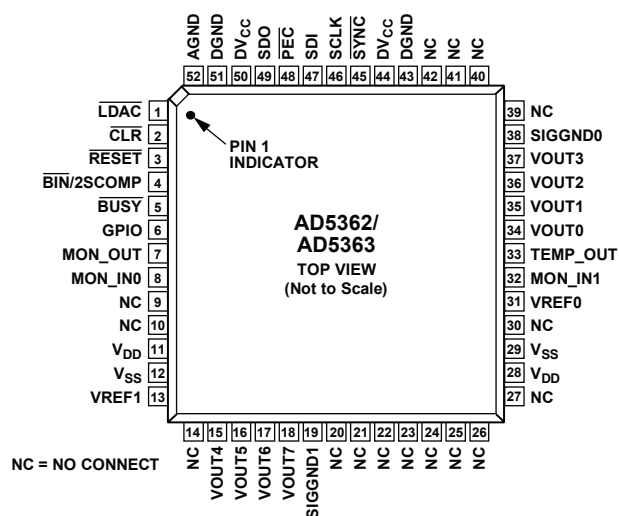 AGND DGND DVCC SDO PEC SDI SCLK SYNC DVCC DGND NC NC NC
52 51 50 49 48 47 46 45 44 43 42 41 40
LDAC 1
CLR 2
RESET 3
BIN/2SCOMP 4
BUSY 5
GPIO 6
MON_OUT 7
MON_IN0 8
NC 9
NC 10
VDD 11
VSS 12
VREF1 13
PIN 1
INDICATOR
AD5362/
AD5363
TOP VIEW
(Not to Scale)
39 NC
38 SIGGND0
37 VOUT3
36 VOUT2
35 VOUT1
34 VOUT0
33 TEMP_OUT
32 MON_IN1
31 VREF0
30 NC
29 VSS
28 VDD
27 NC
14 15 16 17 18 19 20 21 22 23 24 25 26
NC VOUT4 VOUT5 VOUT6 VOUT7 SIGGND1 NC NC NC NC NC NC NC
NC = NO CONNECT